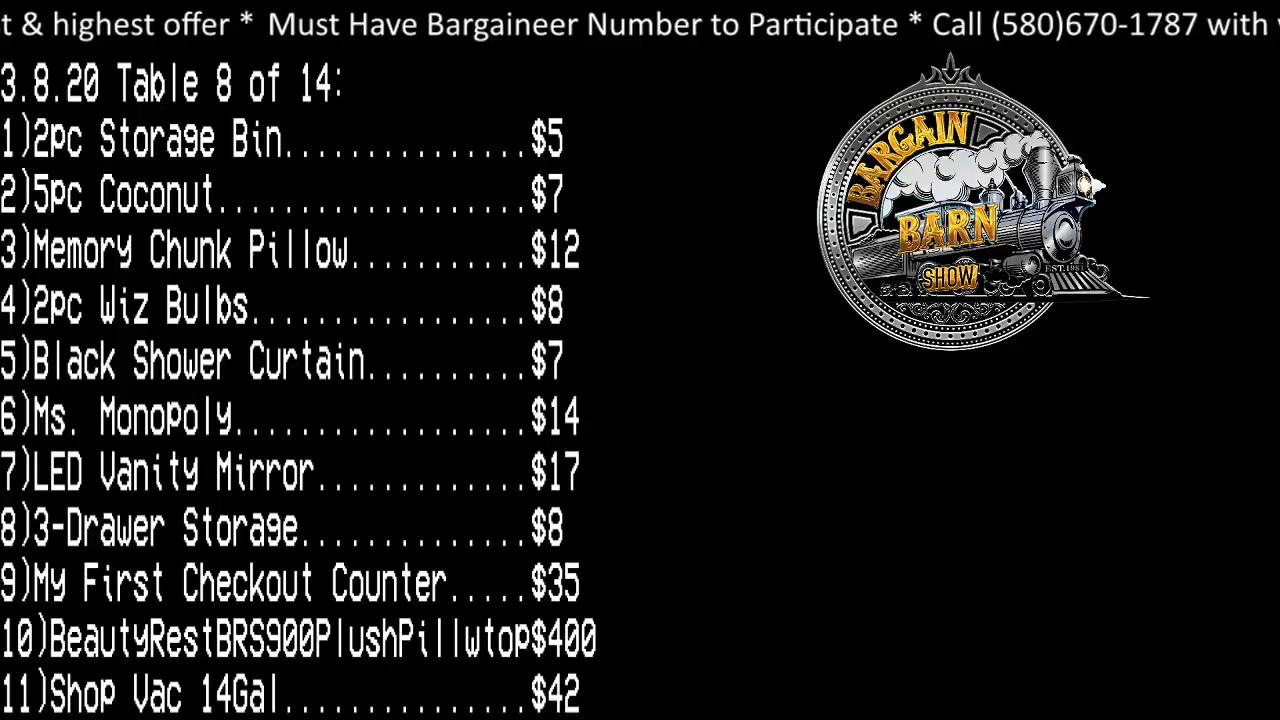 t & highest offer * Must Have Bargaineer Number to Participate * Call (580)670-1787 with
3.8.20 Table 8 of 14:
1)2pc Storage Bin...............$5
2)5pc Coconut...................$7
3)Memory Chunk Pillow...........$12
4)2pc Wiz Bulbs.................$8
5)Black Shower Curtain..........$7
6)Ms. Monopoly..................$14
7)LED Vanity Mirror.............$17
8)3-Drawer Storage..............$8
9)My First Checkout Counter.....$35
10)BeautyRestBRS900PlushPillwtop$400
11)Shop Vac 14Gal...............$42
BARGAIN
BARN
SHOW